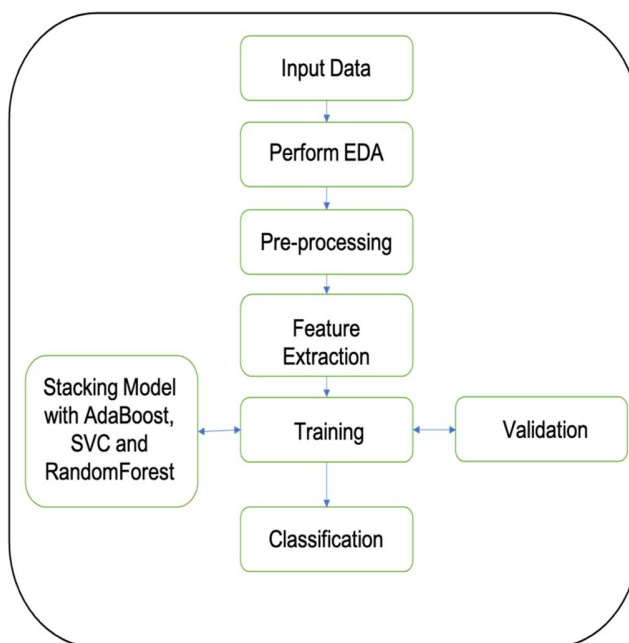 Input Data
Perform EDA
Pre-processing
Feature
Extraction
Stacking Model
with AdaBoost,
SVC and
RandomForest
Training
Validation
Classification